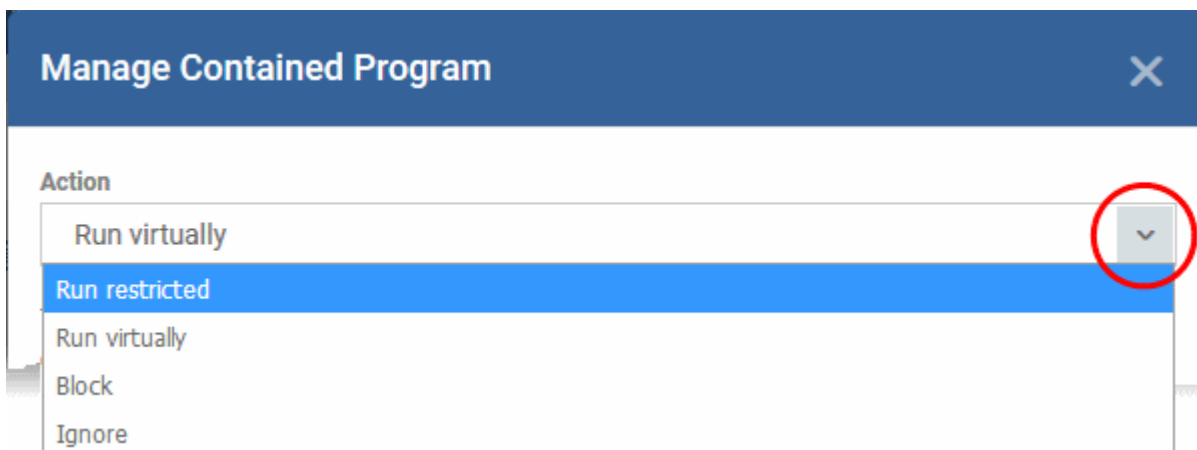 Manage Contained Program
Action
Run virtually
Run restricted
Run virtually
Block
Ignore